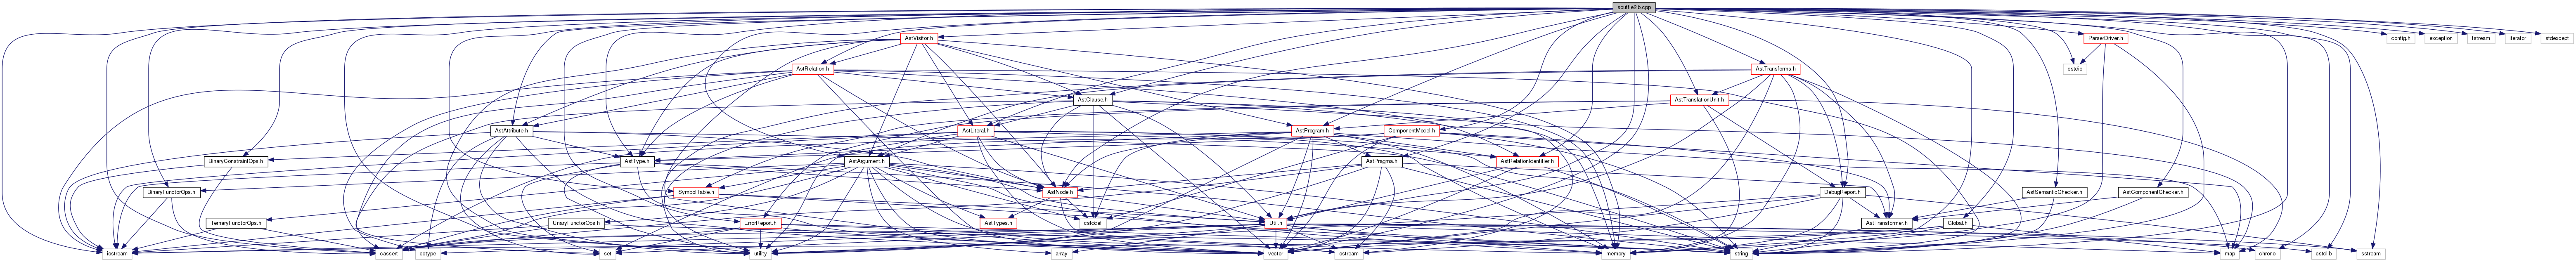 souffle2lb.cpp
AstVisitor.h
ParserDriver.h
config.h
exception
fstream
iterator
stdexcept
AstRelation.h
AstTransforms.h
cstdio
AstClause.h
AstTranslationUnit.h
AstAttribute.h
AstLiteral.h
AstProgram.h
ComponentModel.h
BinaryConstraintOps.h
AstType.h
AstArgument.h
AstPragma.h
AstRelationIdentifier.h
BinaryFunctorOps.h
SymbolTable.h
AstNode.h
DebugReport.h
AstSemanticChecker.h
AstComponentChecker.h
TernaryFunctorOps.h
UnaryFunctorOps.h
ErrorReport.h
AstTypes.h
cstddef
Util.h
AstTransformer.h
Global.h
iostream
cassert
cctype
set
utility
array
vector
ostream
memory
string
map
chrono
cstdlib
sstream